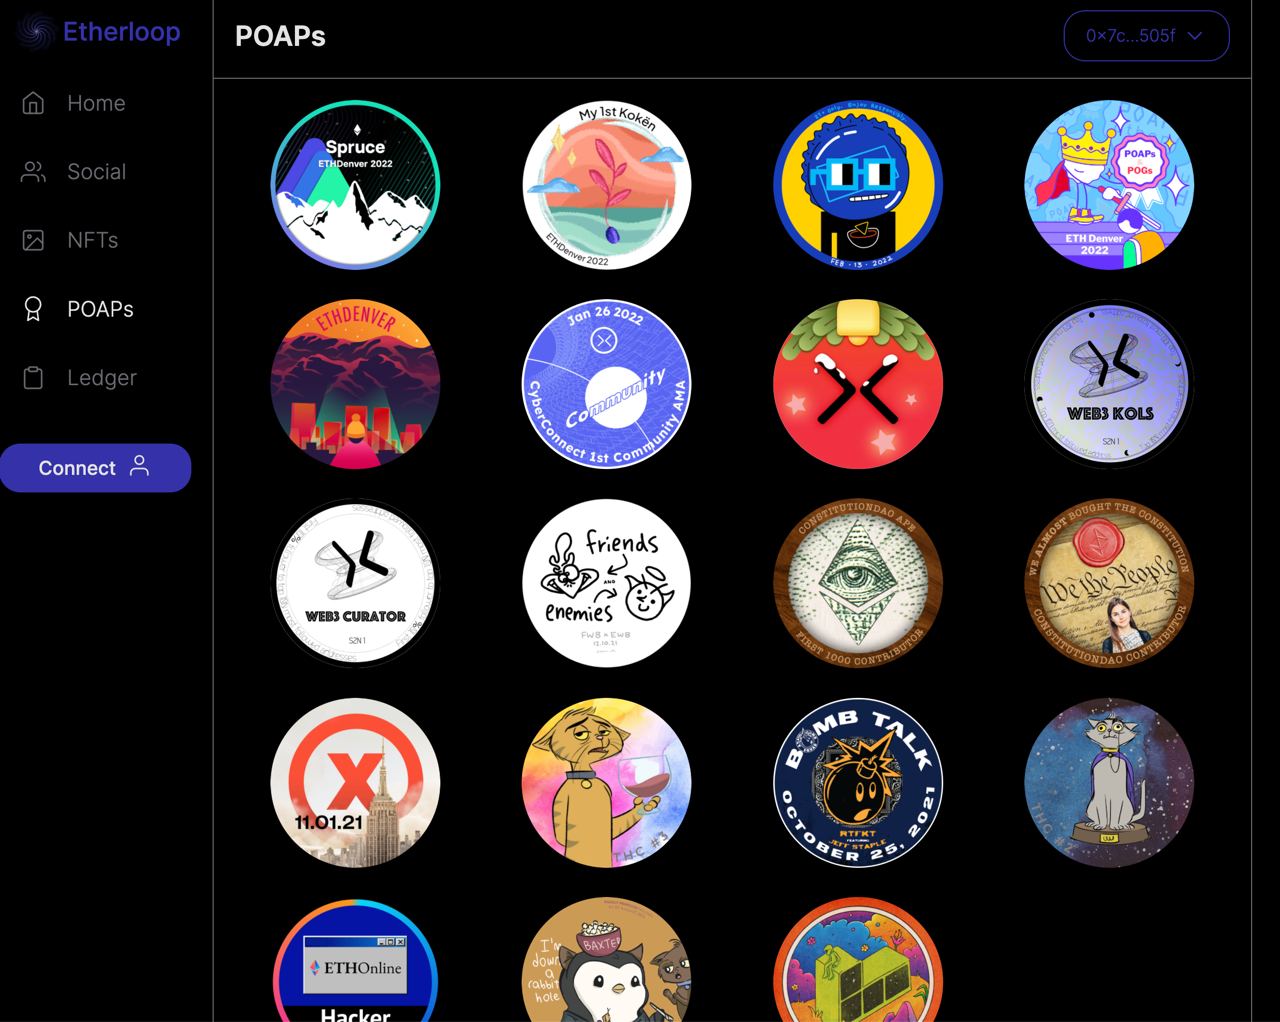 Etherloop
POAPs
0x7c...505f
Home
Social
NFTs
POAPs
Ledger
Connect
Spruce
ETHDenver 2022
My 1st Kokën
ETHDenver 2022
FEB • 13 • 2022
POAPs
POGs
ETH Denver
2022
ETHDENVER
Jan 26 2022
Community
CyberConnect 1st Community AMA
WEB3 KOLS
S2N1
WEB3 CURATOR
S2N1
friends
AND
enemies
FWB x EWB
12.10.21
CONSTITUTIONDAO APE
FIRST 1000 CONTRIBUTOR
WE ALMOST BOUGHT THE CONSTITUTION
We the People
CONSTITUTIONDAO CONTRIBUTOR
X
11.01.21
THC #3
BOMB TALK
RTFKT
FEATURING
JEFF STAPLE
OCTOBER 25, 2021
THC #2
ETHOnline
Hacker
BAXTER
I'm
down
a
rabbit
hole